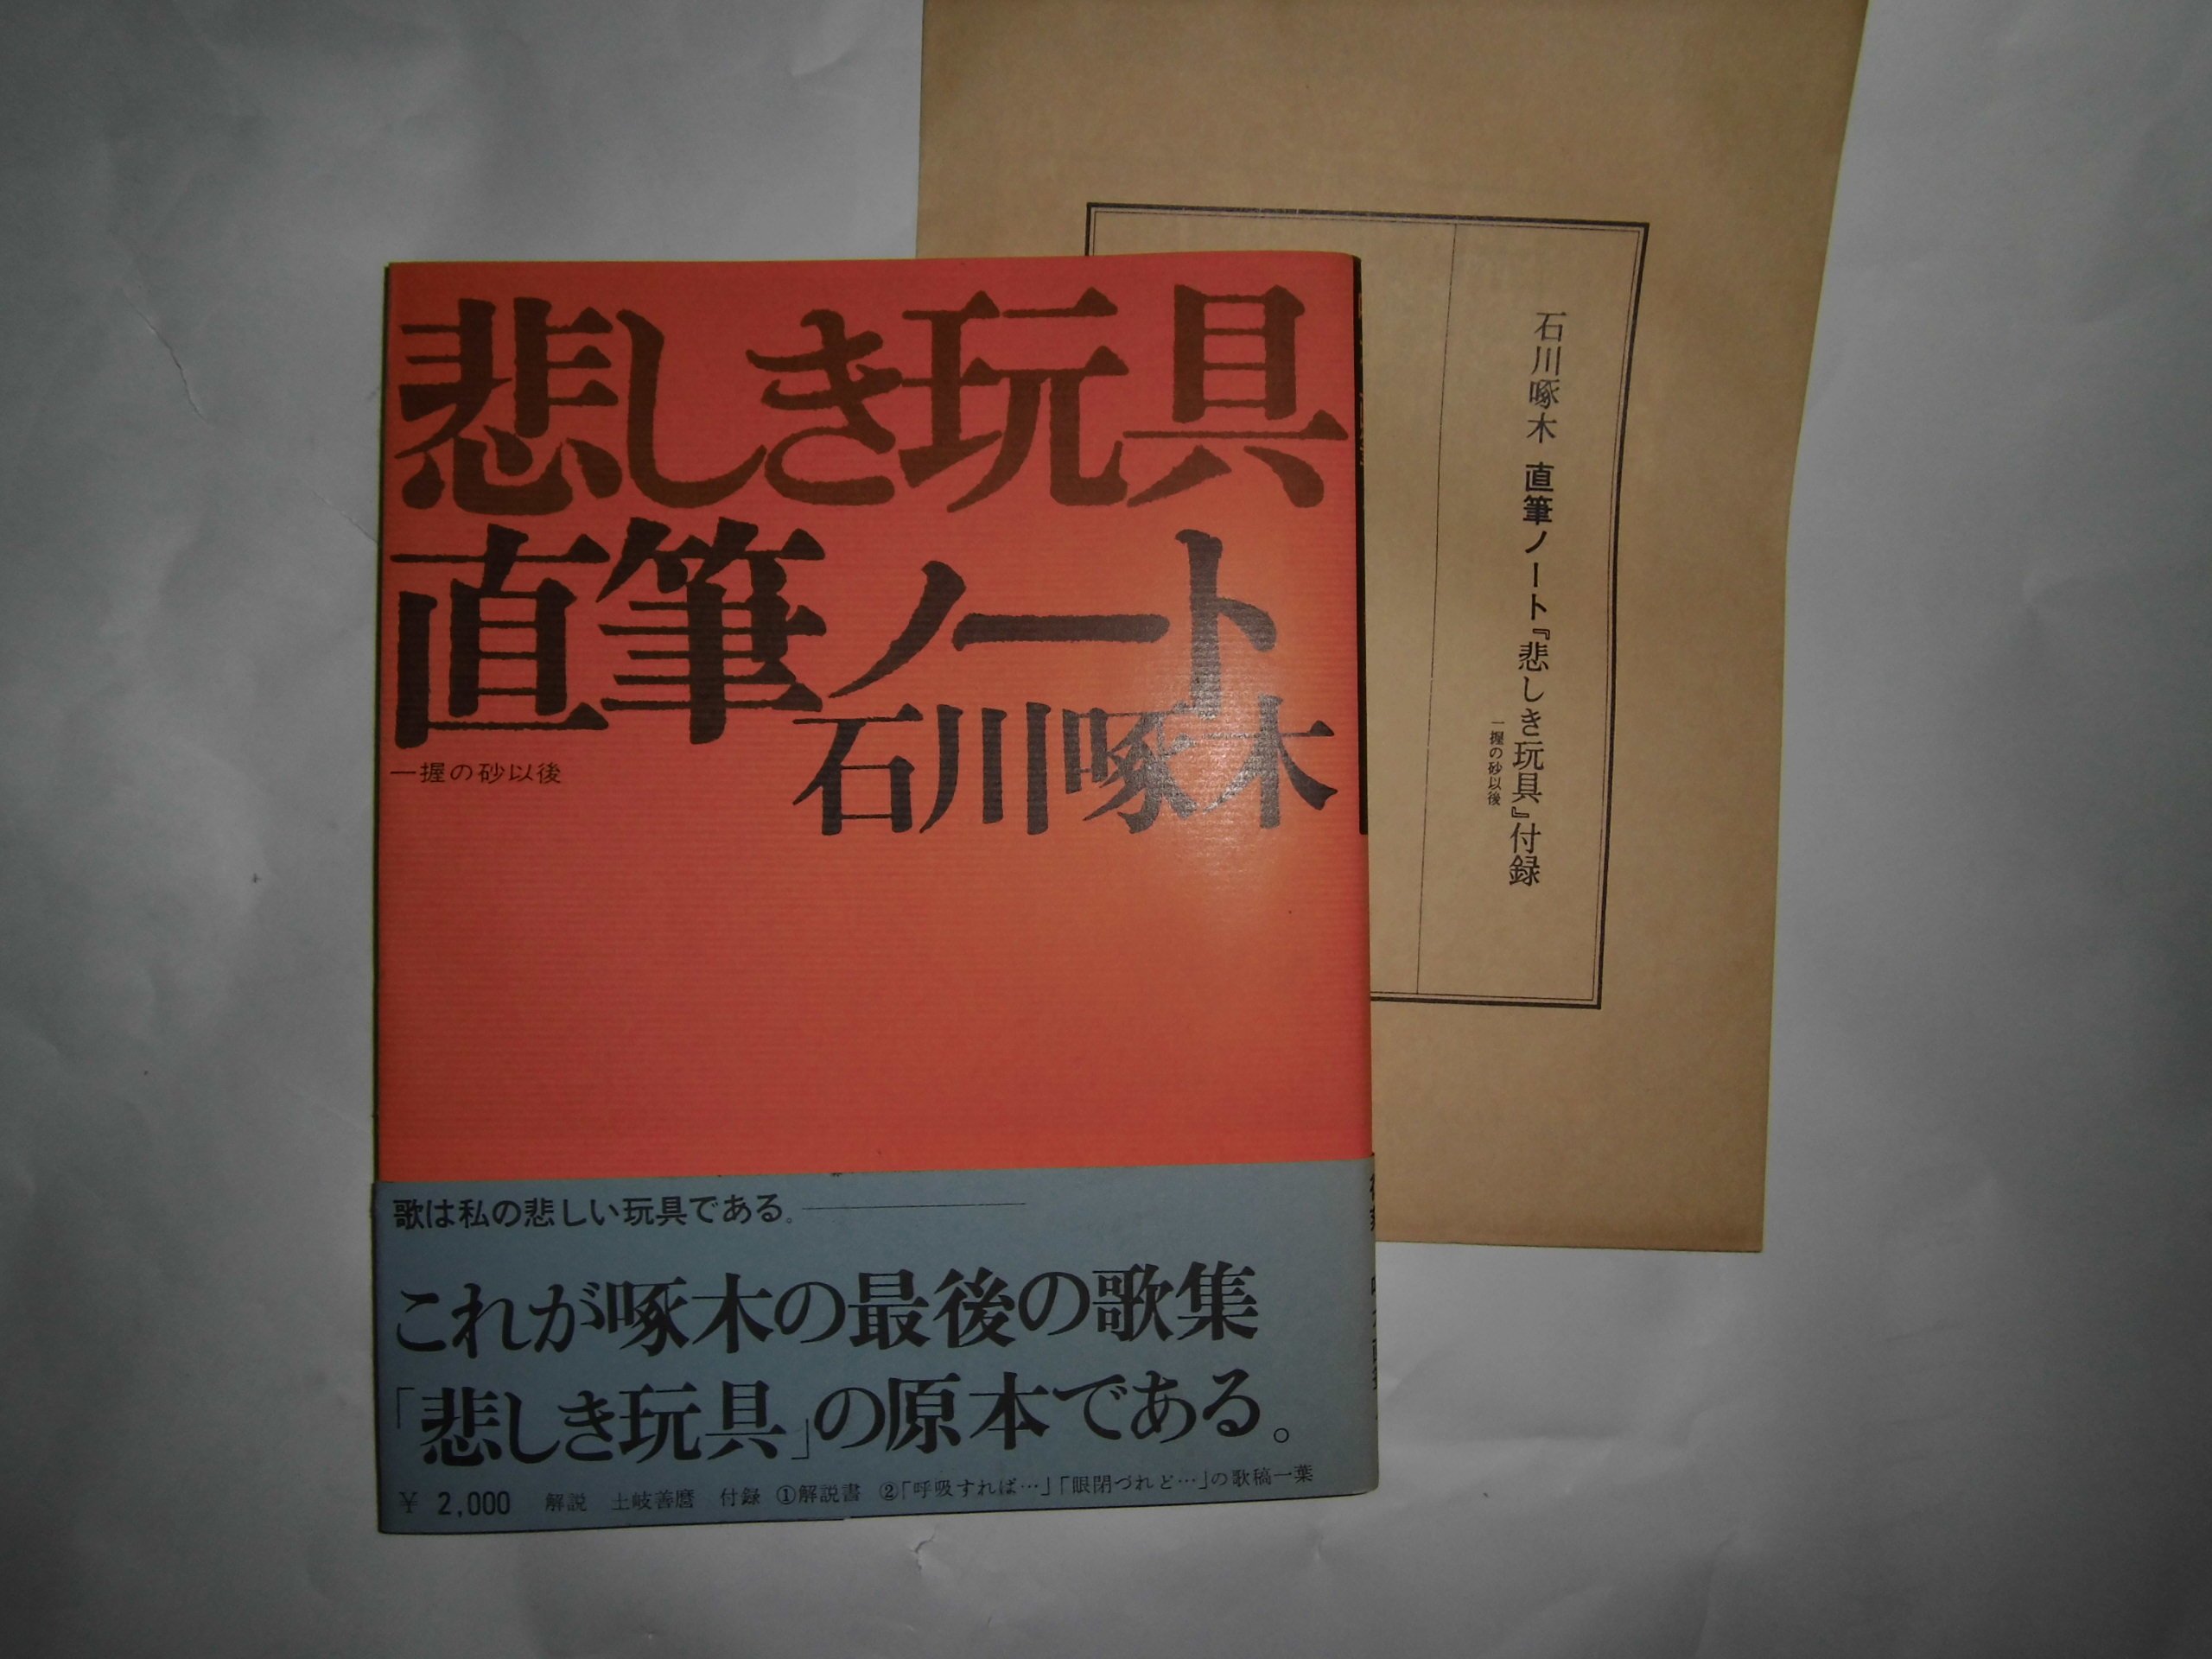 悲しき玩具
直筆ノート
石川啄木
一握の砂以後
歌は私の悲しい玩具である。
これが啄木の最後の歌集
「悲しき玩具」の原本である。
¥ 2,000 解説 土岐善麿 付録 ①解説書 ②「呼吸すれば…」「眼閉づれど…」の歌稿一葉
石川啄木 直筆ノート『悲しき玩具』付録
一握の砂以後